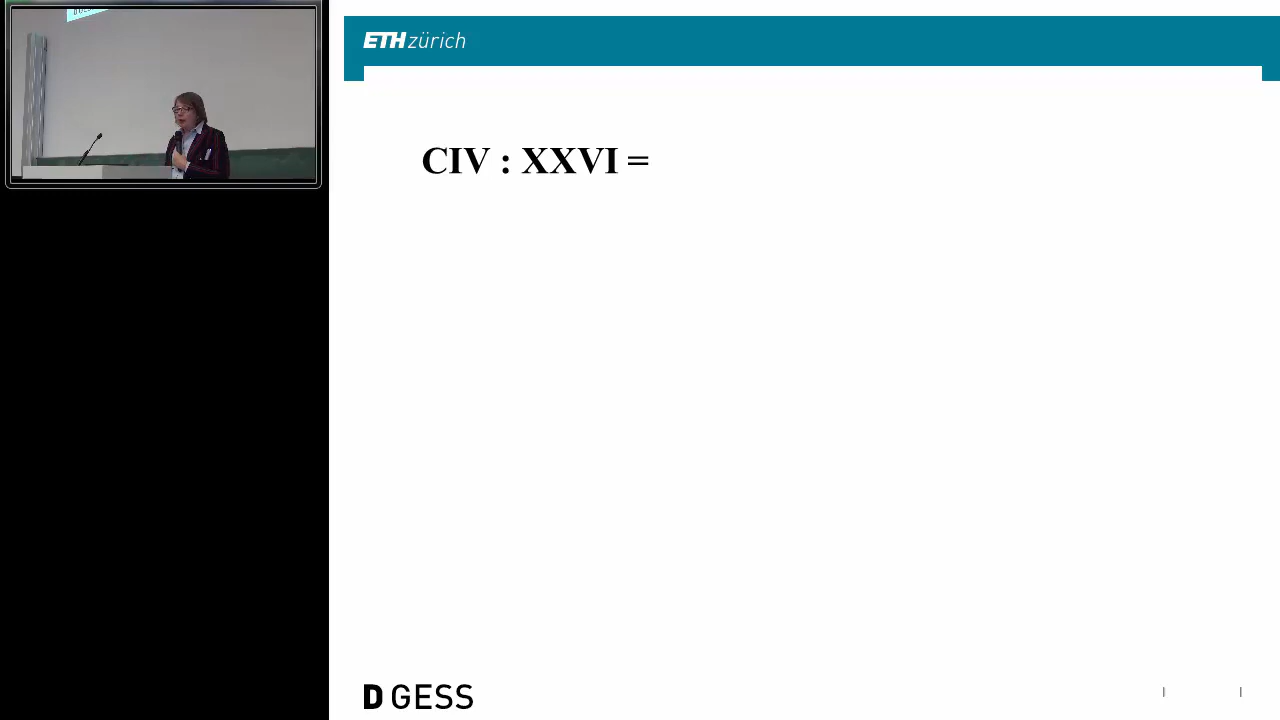 ETH zürich
CIV : XXVI =
D GESS